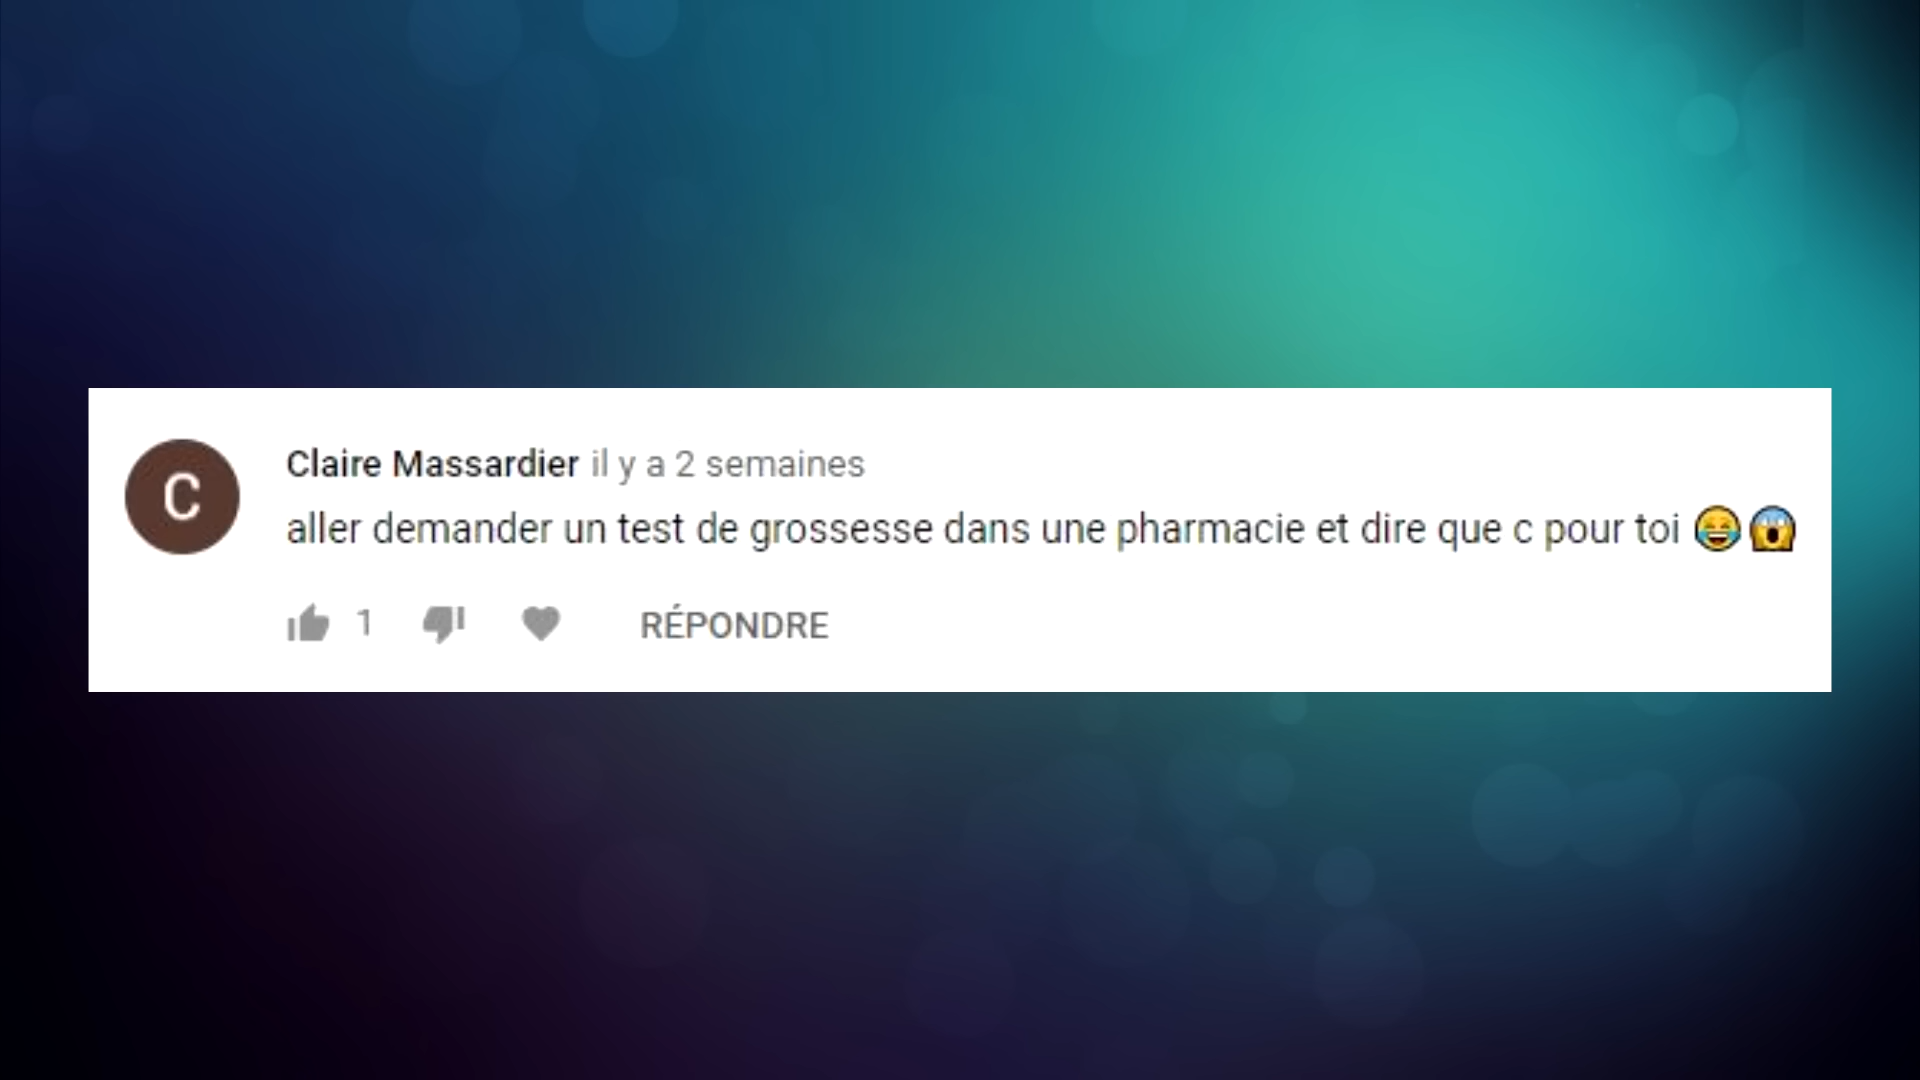 C
Claire Massardier il y a 2 semaines
aller demander un test de grossesse dans une pharmacie et dire que c pour toi 😂😱
1 RÉPONDRE